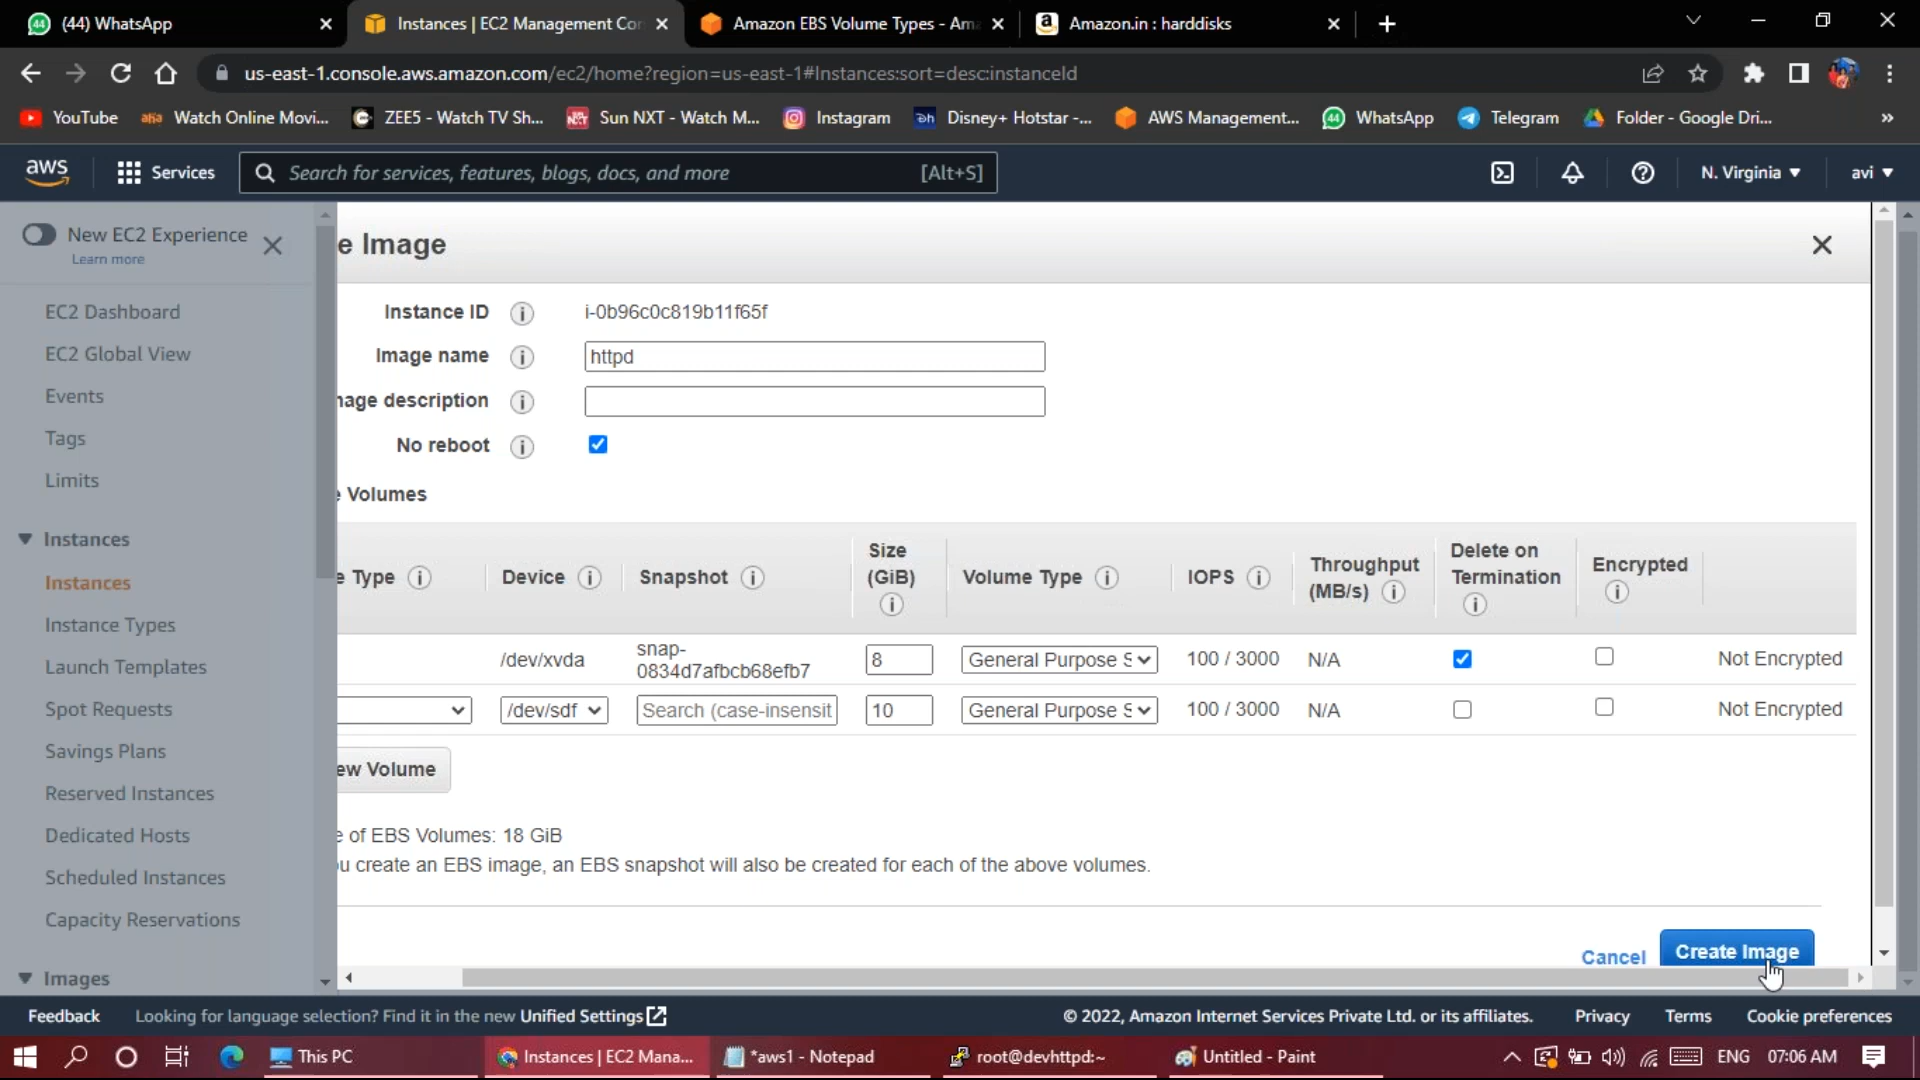 (44) WhatsApp
Instances | EC2 Management Con
Amazon EBS Volume Types - Ama
Amazon.in : harddisks
us-east-1.console.aws.amazon.com/ec2/home?region=us-east-1#Instances:sort=desc:instanceId
YouTube
aha Watch Online Movi...
ZEE5 - Watch TV Sh...
Sun NXT - Watch M...
Instagram
Disney+ Hotstar -...
AWS Management...
WhatsApp
Telegram
Folder - Google Dri...
aws
Services
Search for services, features, blogs, docs, and more
[Alt+S]
N. Virginia
avi
New EC2 Experience
Learn more
EC2 Dashboard
EC2 Global View
Events
Tags
Limits
Instances
Instances
Instance Types
Launch Templates
Spot Requests
Savings Plans
Reserved Instances
Dedicated Hosts
Scheduled Instances
Capacity Reservations
Images
e Image
Instance ID
i-0b96c0c819b11f65f
Image name
httpd
nage description
No reboot
e Volumes
e Type
Device
Snapshot
Size (GiB)
Volume Type
IOPS
Throughput (MB/s)
Delete on Termination
Encrypted
/dev/xvda
snap-0834d7afbcb68efb7
8
General Purpose S
100 / 3000
N/A
Not Encrypted
/dev/sdf
Search (case-insensit
10
General Purpose S
100 / 3000
N/A
Not Encrypted
ew Volume
e of EBS Volumes: 18 GiB
u create an EBS image, an EBS snapshot will also be created for each of the above volumes.
Cancel
Create Image
Feedback
Looking for language selection? Find it in the new Unified Settings
© 2022, Amazon Internet Services Private Ltd. or its affiliates.
Privacy
Terms
Cookie preferences
This PC
Instances | EC2 Mana...
*aws1 - Notepad
root@devhttpd:~
Untitled - Paint
ENG
07:06 AM